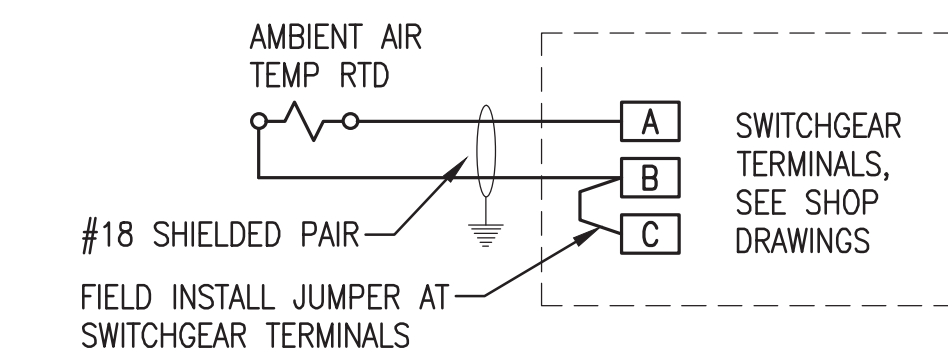 AMBIENT AIR
TEMP RTD
A
B
C
SWITCHGEAR
TERMINALS,
SEE SHOP
DRAWINGS
#18 SHIELDED PAIR
FIELD INSTALL JUMPER AT
SWITCHGEAR TERMINALS